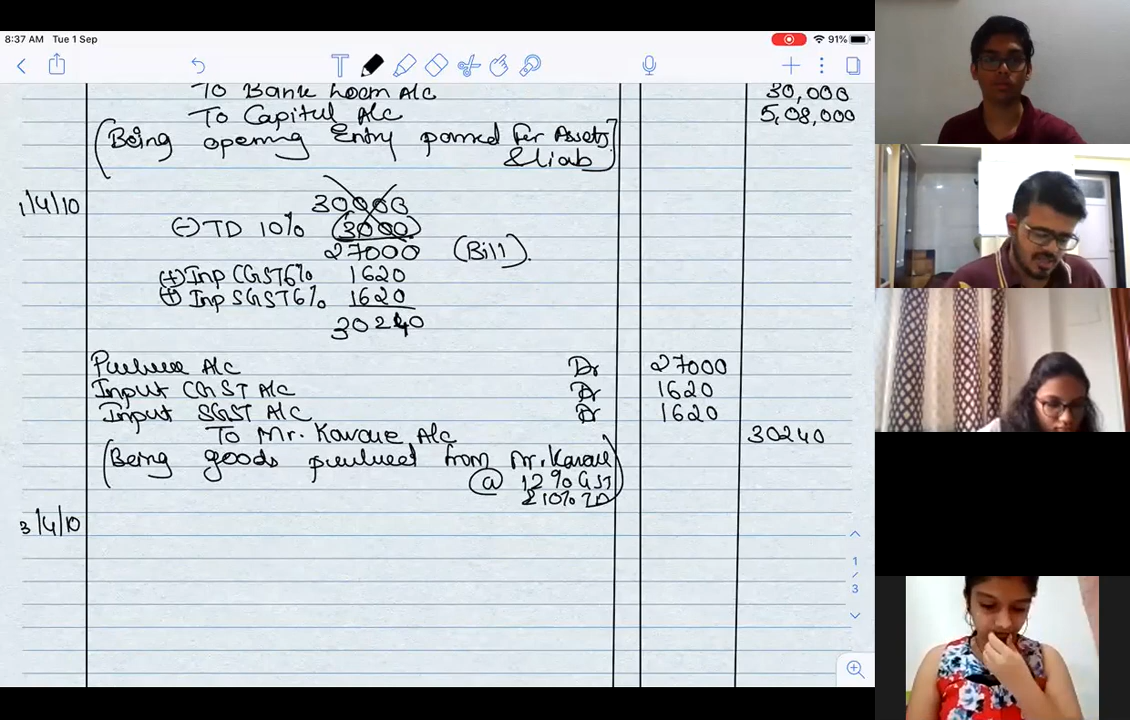 8:37 AM Tue 1 Sep
91%
To Bank Loan A/c 30,000
To Capital A/c 5,08,000
(Being opening Entry passed for Assets
& liab)
1/4/10 30000
(-) TD 10% (3000)
27000 (Bill).
(+) Inp CGST 6% 1620
(+) Inp SGST 6% 1620
30240
Purchase A/c Dr 27000
Input CGST A/c Dr 1620
Input SGST A/c Dr 1620
To Mr. A/c 30240
(Being goods purchased from Mr.
@ 12% GST
& 10% TD)
3/4/10
1
/
3